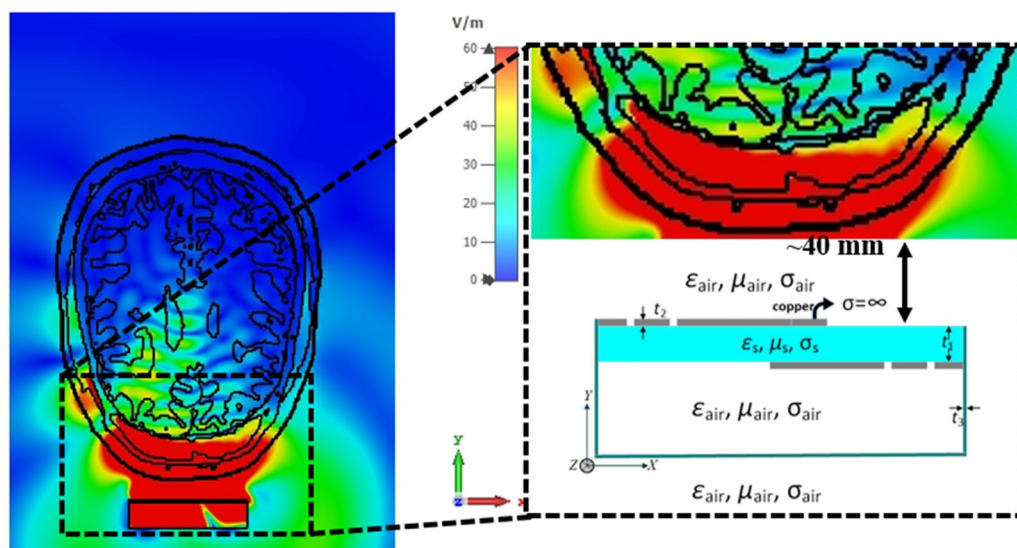 V/m
60
50
40
30
20
10
0
y
z
x
~40 mm
εair, μair, σair
copper
σ=∞
t2
εs, μs, σs
t1
Y
εair, μair, σair
t3
Z
X
εair, μair, σair